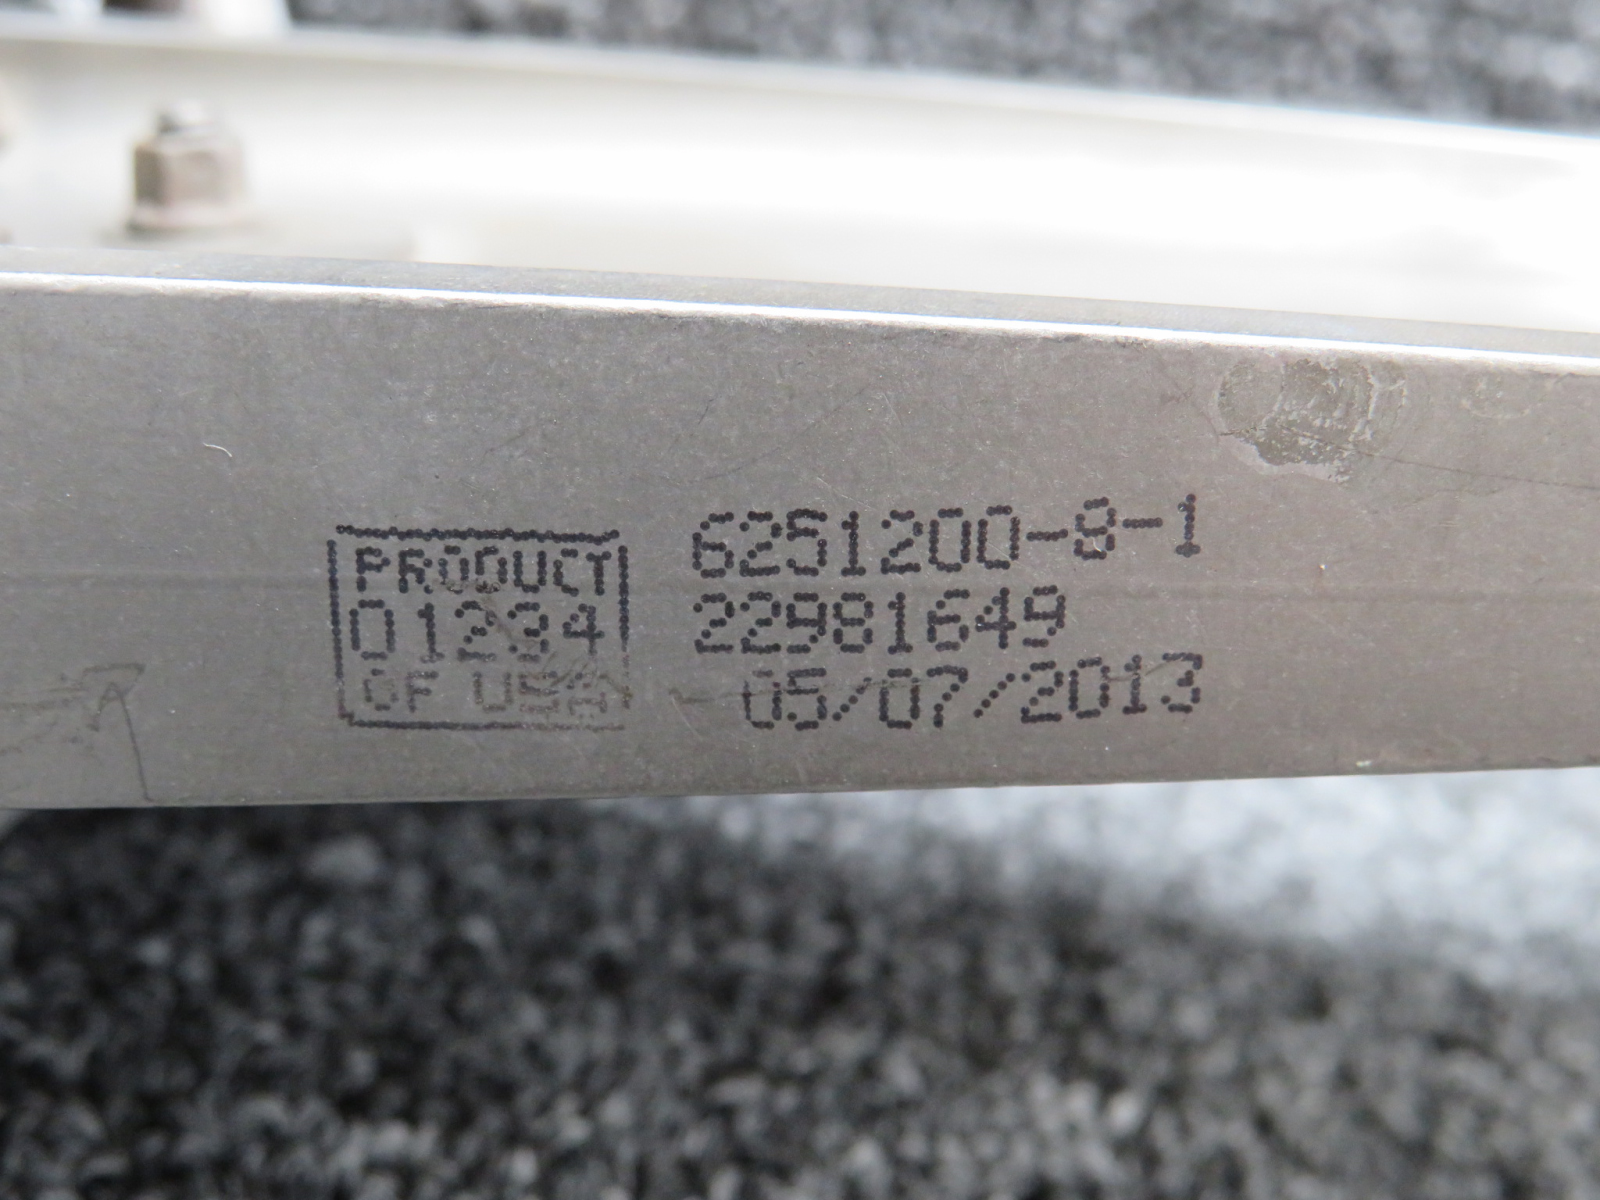 PRODUCT
01234
OF USA
6251200-8-1
22981649
05/07/2013